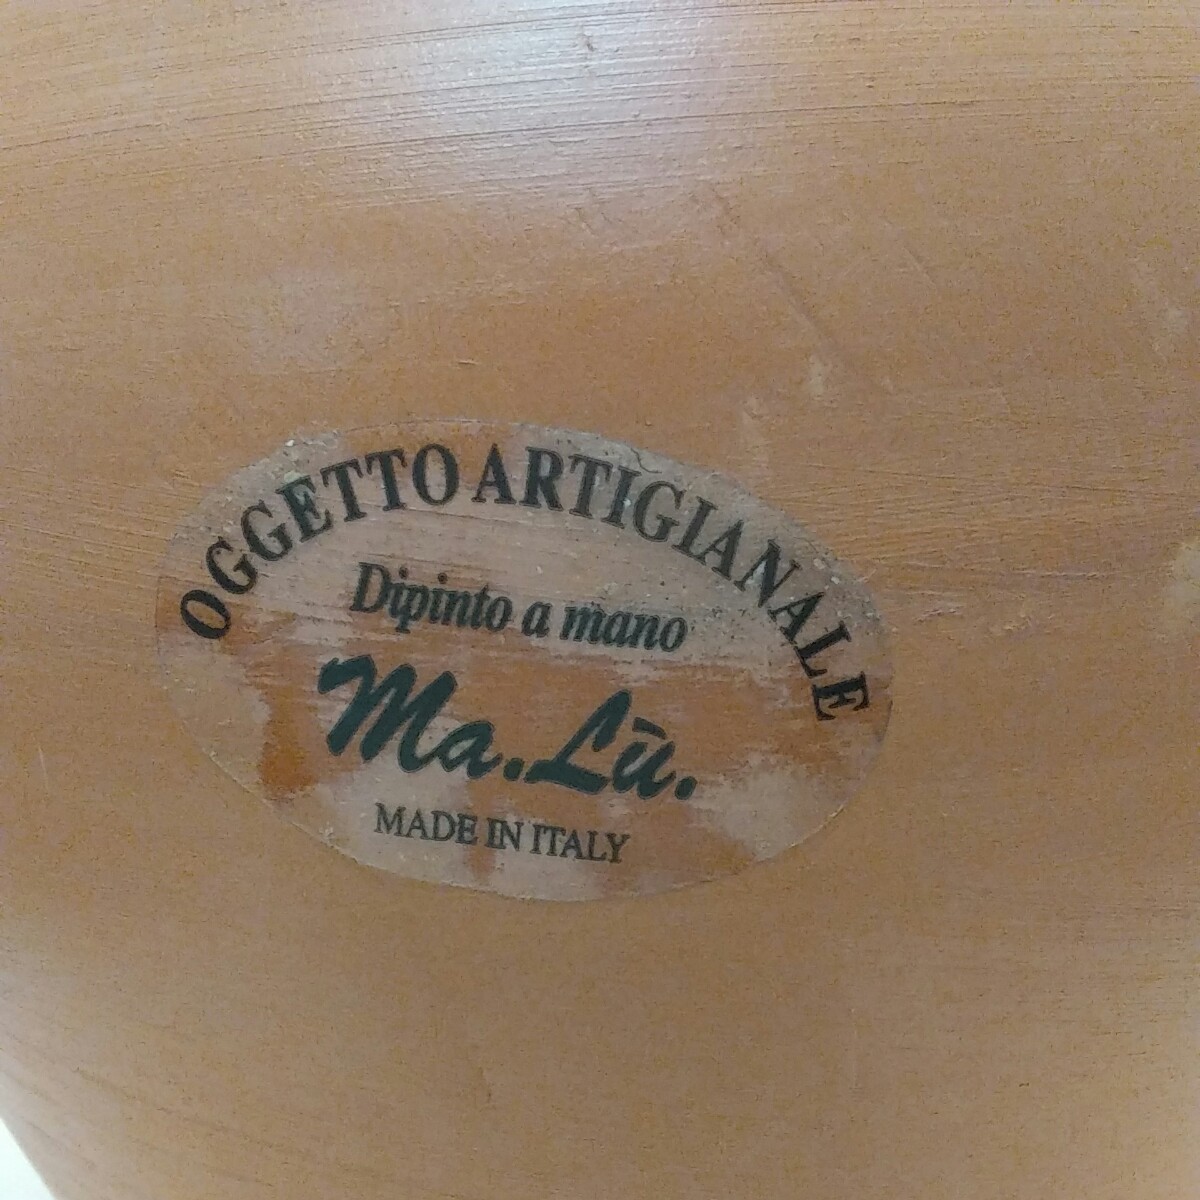 OGGETTO ARTIGIANALE
Dipinto a mano
Ma.Lù.
MADE IN ITALY